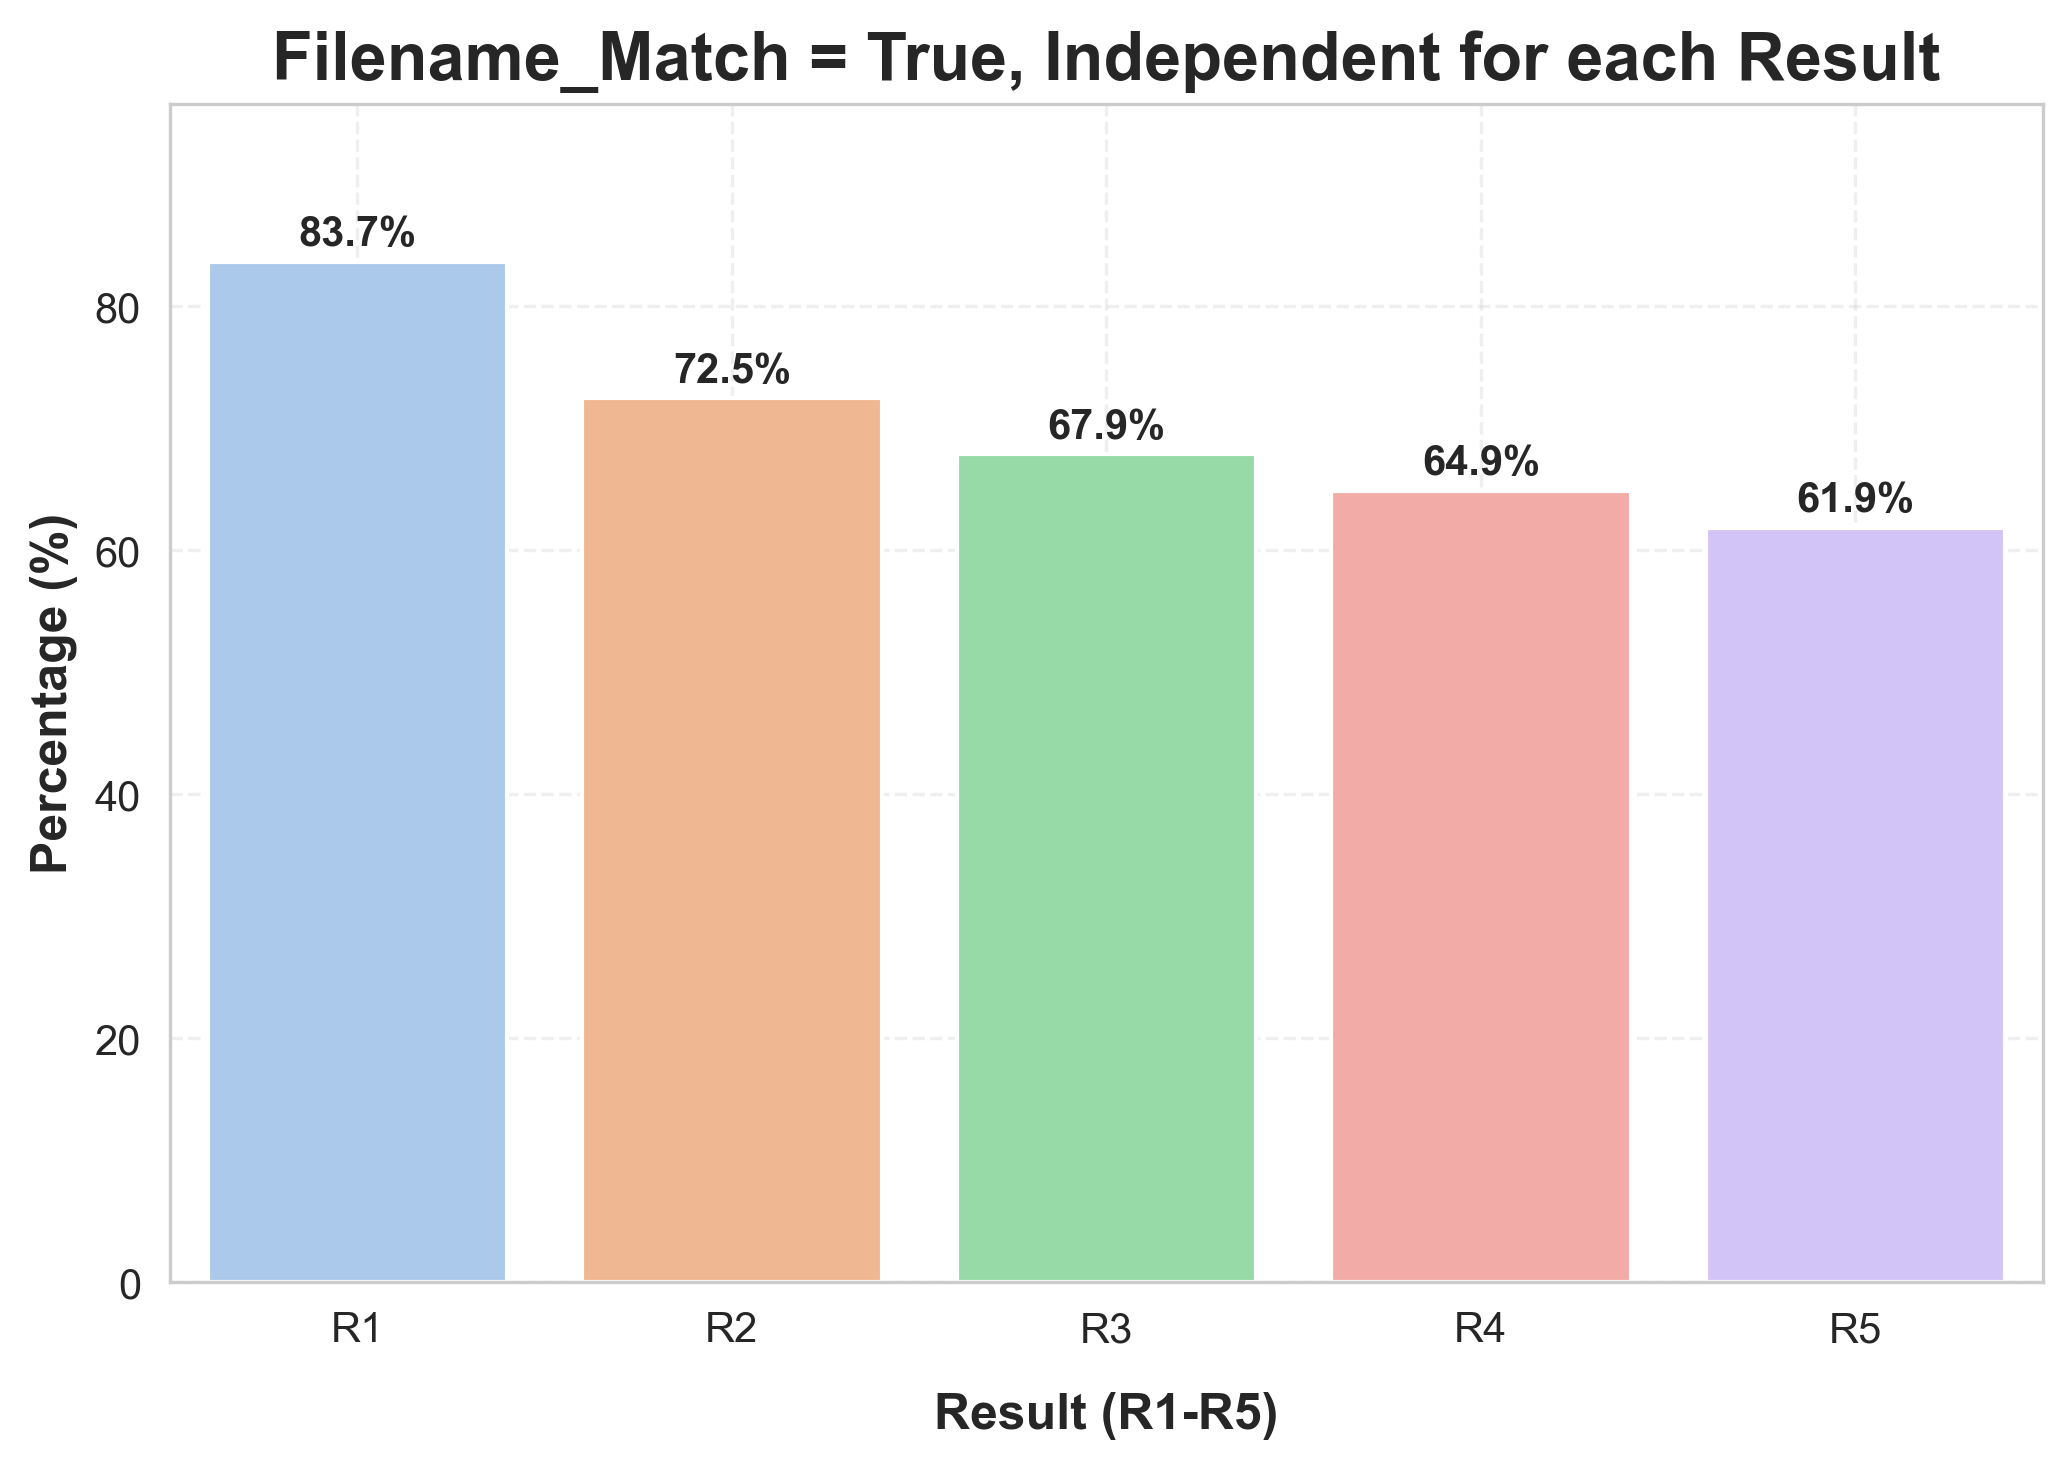 Filename_Match = True, Independent for each Result
83.7%
72.5%
67.9%
64.9%
61.9%
80
60
40
20
0
Percentage (%)
R1 R2 R3 R4 R5
Result (R1-R5)